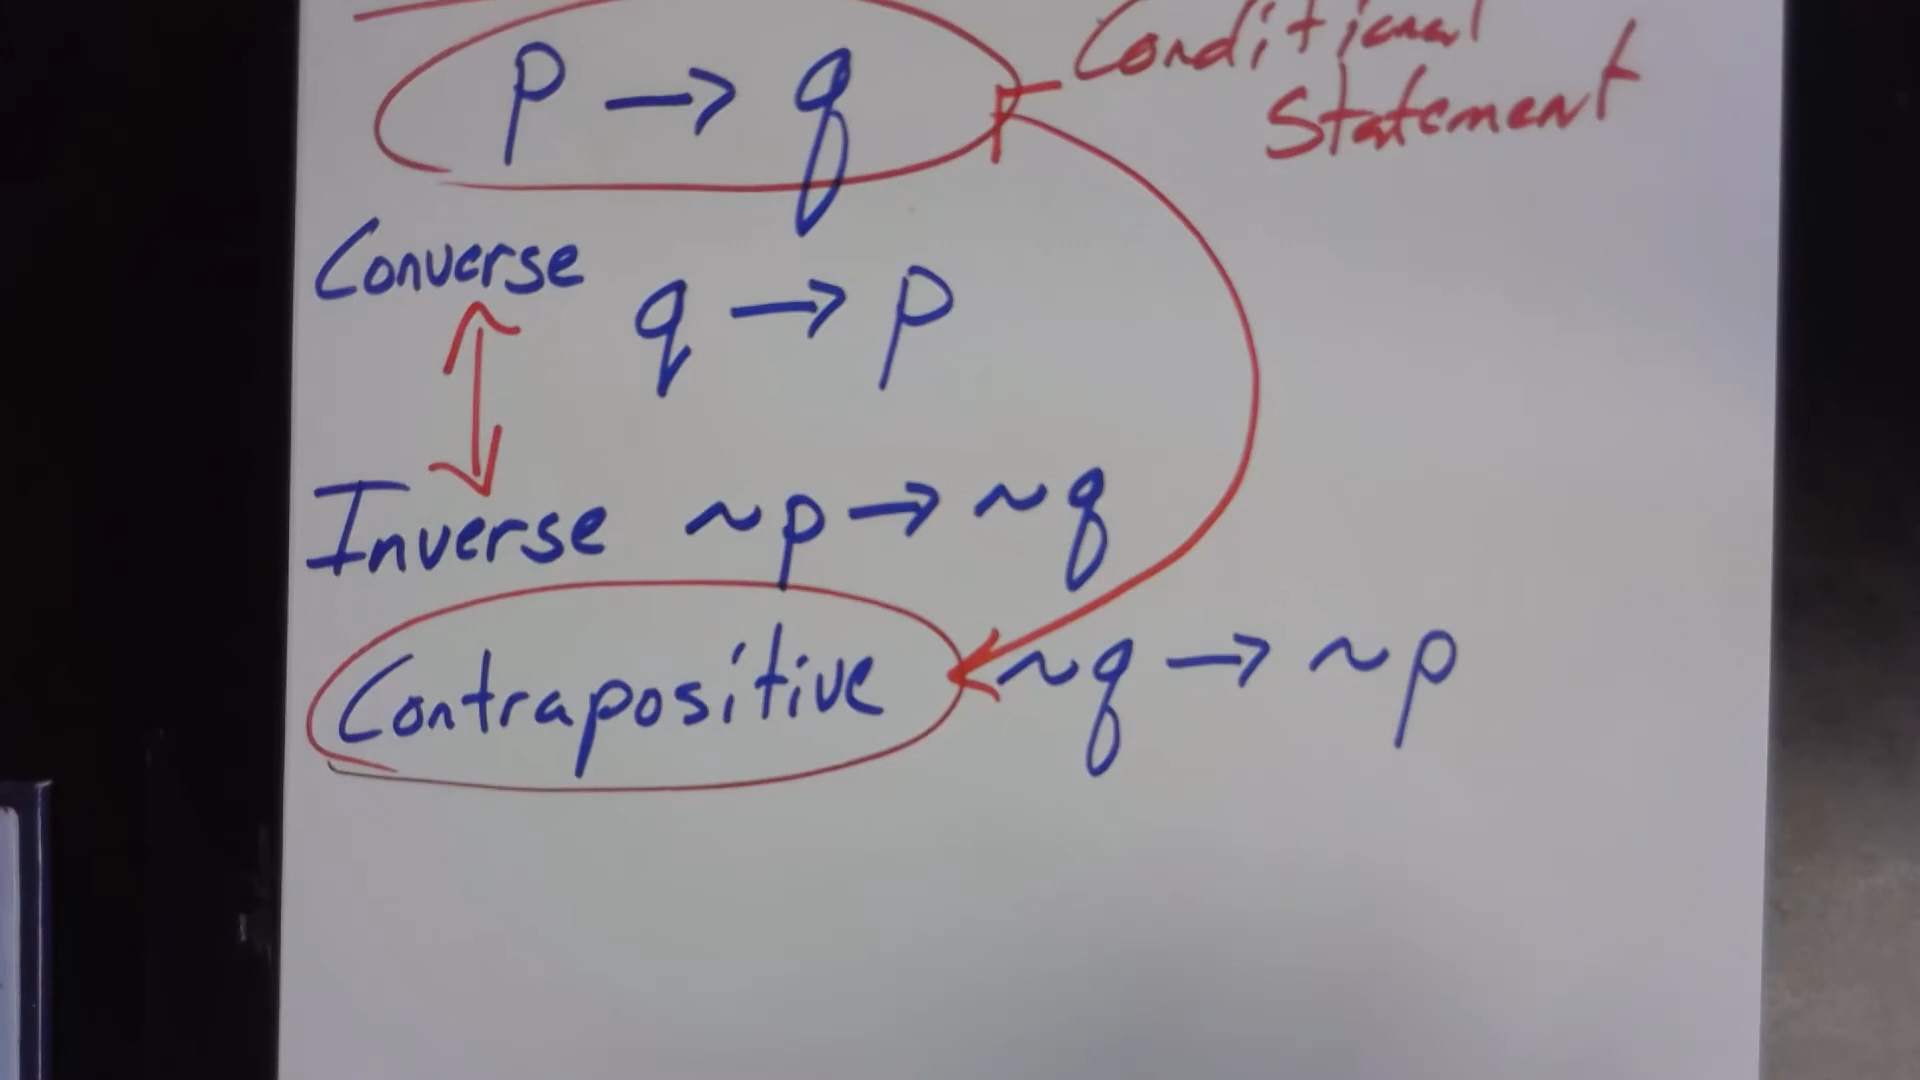 p → q Conditional
Statement
Converse
q → p
Inverse ~p → ~q
Contrapositive ~q → ~p